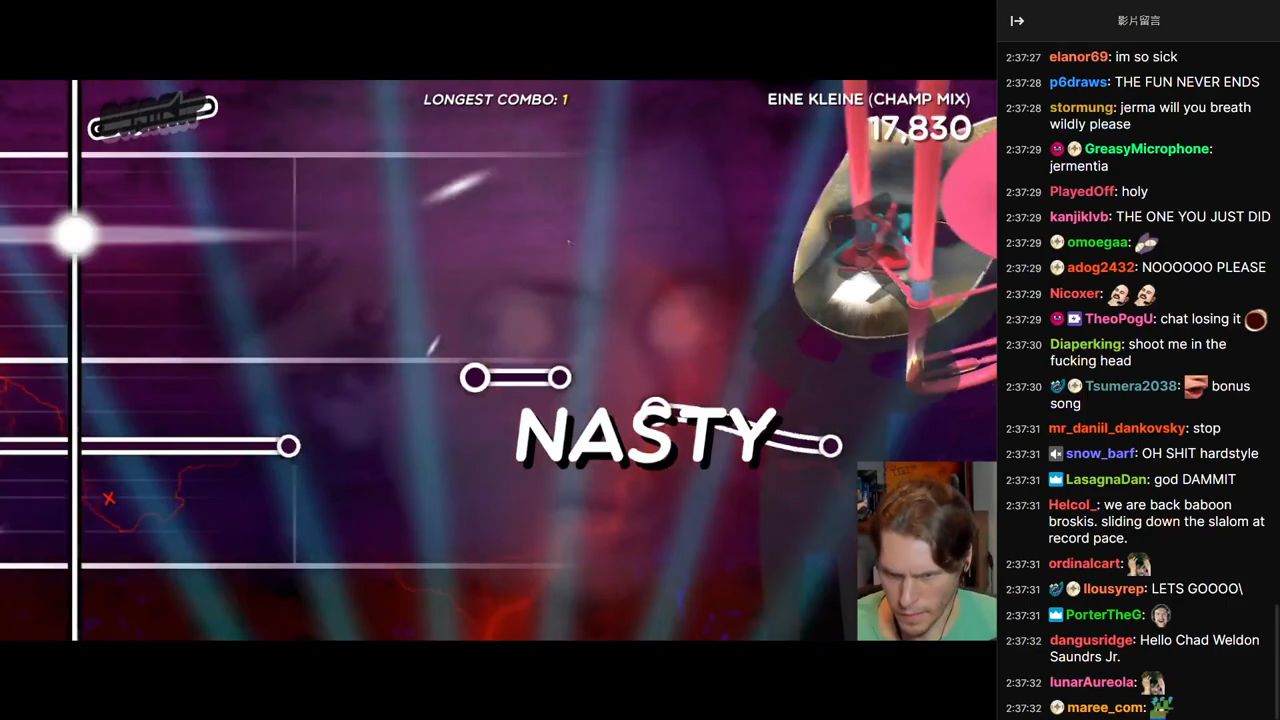 LONGEST COMBO: 1
EINE KLEINE (CHAMP MIX)
17,830
NASTY
影片留言
2:37:27 elanor69: im so sick
2:37:28 p6draws: THE FUN NEVER ENDS
2:37:28 stormung: jerma will you breath
wildly please
2:37:29 GreasyMicrophone:
jermentia
2:37:29 PlayedOff: holy
2:37:29 kanjiklvb: THE ONE YOU JUST DID
2:37:29 omoegaa:
2:37:29 adog2432: NOOOOOO PLEASE
2:37:29 Nicoxer:
2:37:29 TheoPogU: chat losing it
2:37:30 Diaperking: shoot me in the
fucking head
2:37:30 Tsumera2038: bonus
song
2:37:31 mr_daniil_dankovsky: stop
2:37:31 snow_barf: OH SHIT hardstyle
2:37:31 LasagnaDan: god DAMMIT
2:37:31 Helcol_: we are back baboon
broskis. sliding down the slalom at
record pace.
2:37:31 ordinalcart:
2:37:31 llousyrep: LETS GOOOO\
2:37:31 PorterTheG:
2:37:32 dangusridge: Hello Chad Weldon
Saundrs Jr.
2:37:32 lunarAureola:
2:37:32 maree_com: